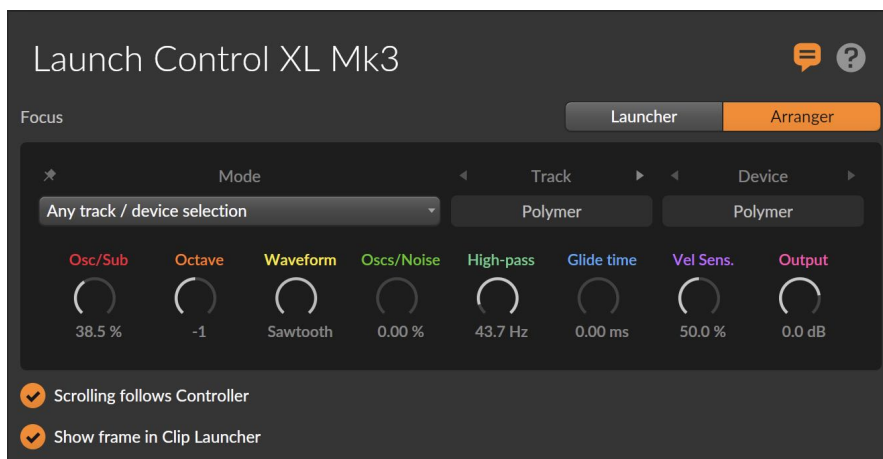 Launch Control XL Mk3
?
Focus
Launcher
Arranger
Mode
Track
Device
Any track / device selection
Polymer
Polymer
Osc/Sub
Octave
Waveform
Oscs/Noise
High-pass
Glide time
Vel Sens.
Output
38.5 %
-1
Sawtooth
0.00 %
43.7 Hz
0.00 ms
50.0 %
0.0 dB
Scrolling follows Controller
Show frame in Clip Launcher